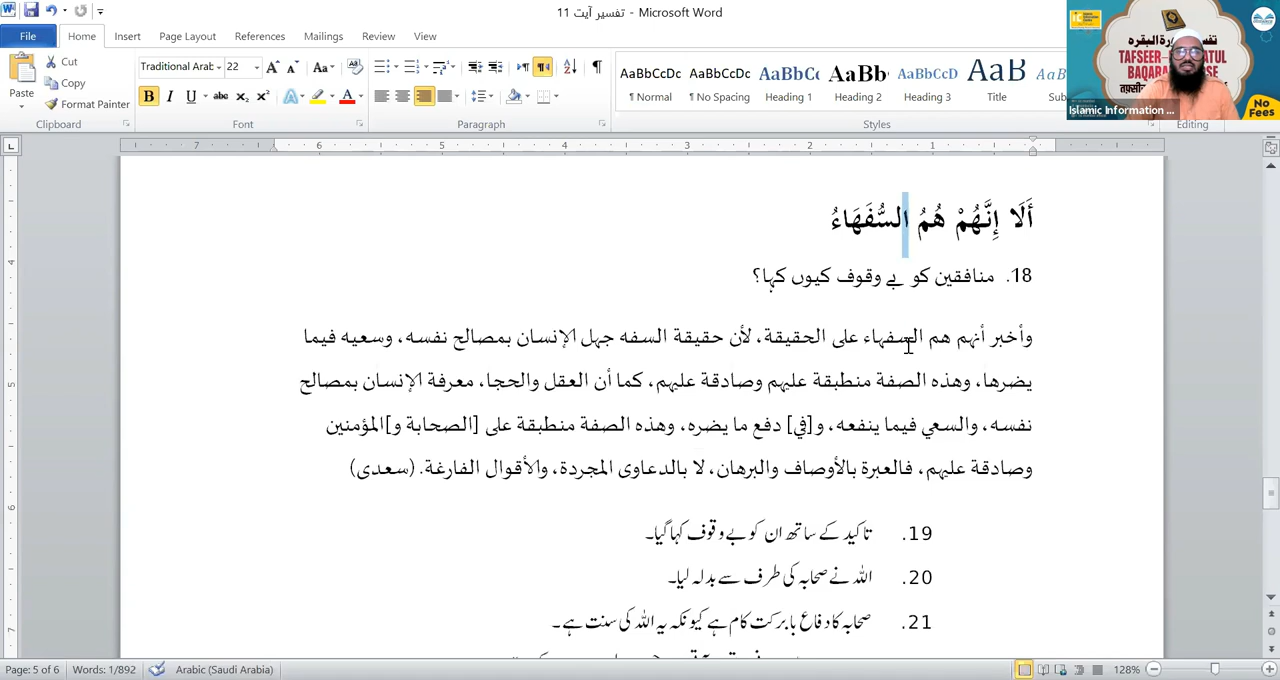 تفسير آيت 11 - Microsoft Word
File Home Insert Page Layout References Mailings Review View
Paste Cut Copy Format Painter
Clipboard
Traditional Arab 22
Font
Paragraph
AaBbCcDc AaBbCcDc AaBbCc AaBb AaBbCcD AaB
¶ Normal ¶ No Spacing Heading 1 Heading 2 Heading 3 Title
Styles
Editing
TAFSEER
BAQARA
No Fees
Islamic Information ...
أَلَا إِنَّهُمْ هُمُ السُّفَهَاءُ
18. منافقین کو بے وقوف کیوں کہا؟
وأخبر أنهم هم السفهاء على الحقيقة، لأن حقيقة السفه جهل الإنسان بمصالح نفسه، وسعيه فيما
يضرها، وهذه الصفة منطبقة عليهم وصادقة عليهم، كما أن العقل والحجا، معرفة الإنسان بمصالح
نفسه، والسعي فيما ينفعه، و[في] دفع ما يضره، وهذه الصفة منطبقة على [الصحابة و]المؤمنين
وصادقة عليهم، فالعبرة بالأوصاف والبرهان، لا بالدعاوى المجردة، والأقوال الفارغة. (سعدى)
19. تاکید کے ساتھ ان کو بے وقوف کہا گیا۔
20. اللہ نے صحابہ کی طرف سے بدلہ لیا۔
21. صحابہ کا دفاع بابرکت کام ہے کیونکہ یہ اللہ کی سنت ہے۔
Page: 5 of 6 Words: 1/892 Arabic (Saudi Arabia) 128%